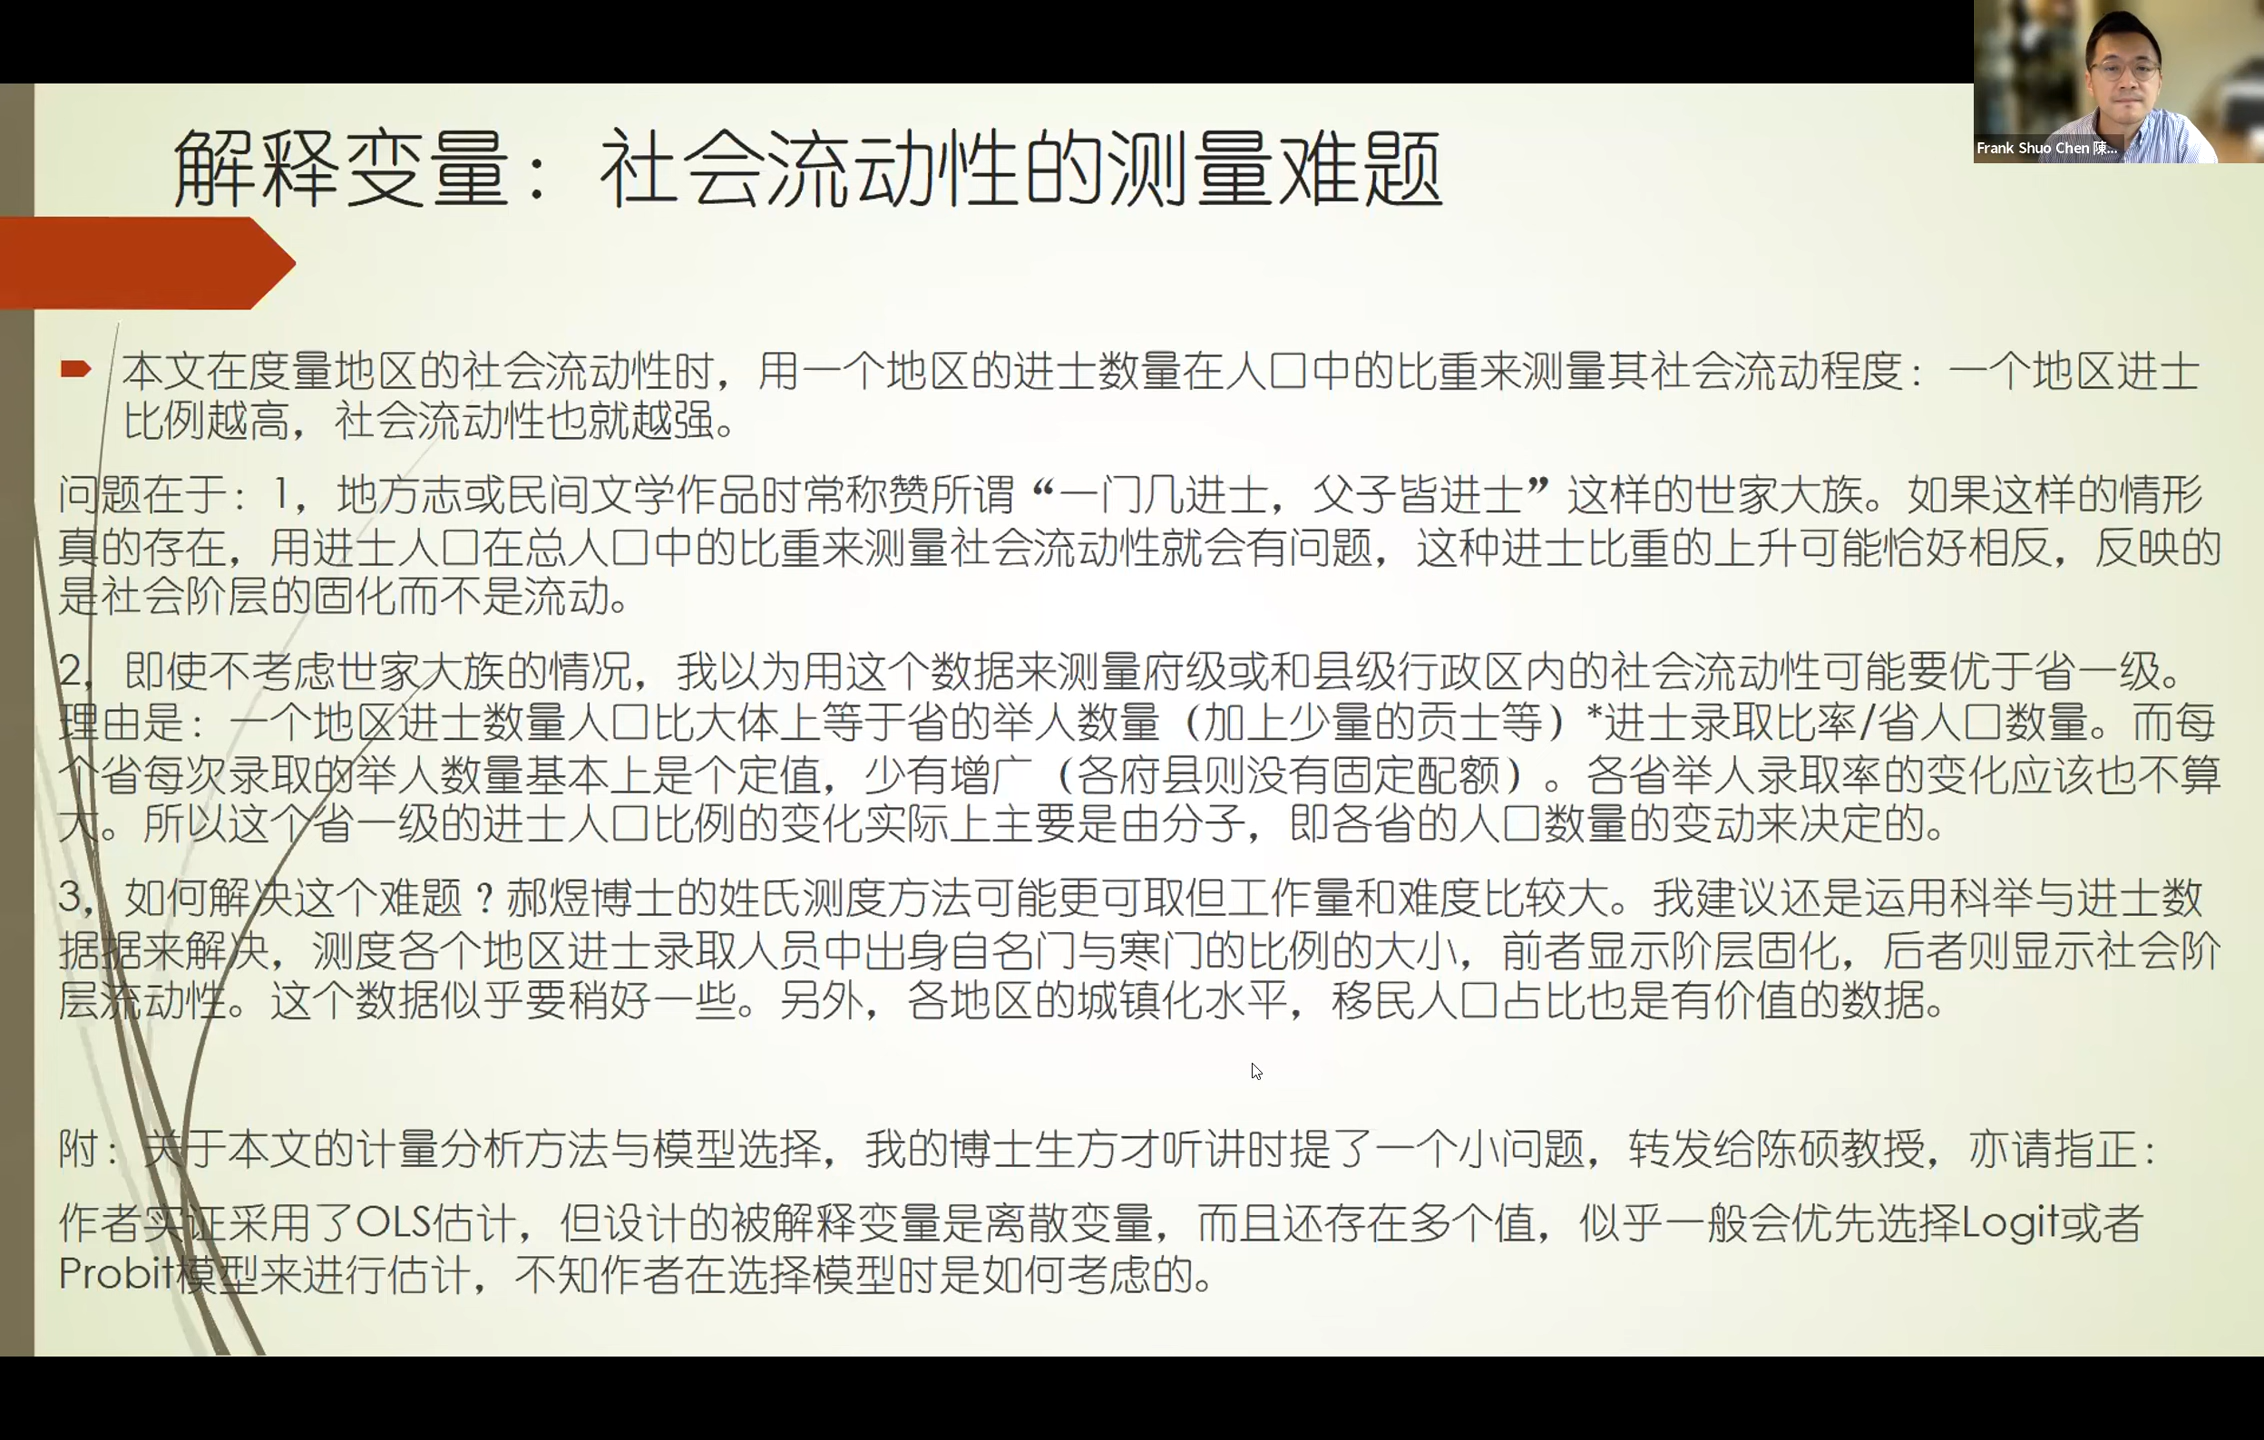 Frank Shuo Chen 陳...
解释变量：社会流动性的测量难题
本文在度量地区的社会流动性时，用一个地区的进士数量在人口中的比重来测量其社会流动程度：一个地区进士
比例越高，社会流动性也就越强。
问题在于：1，地方志或民间文学作品时常称赞所谓“一门几进士，父子皆进士”这样的世家大族。如果这样的情形
真的存在，用进士人口在总人口中的比重来测量社会流动性就会有问题，这种进士比重的上升可能恰好相反，反映的
是社会阶层的固化而不是流动。
2，即使不考虑世家大族的情况，我以为用这个数据来测量府级或和县级行政区内的社会流动性可能要优于省一级。
理由是：一个地区进士数量人口比大体上等于省的举人数量（加上少量的贡士等）*进士录取比率/省人口数量。而每
个省每次录取的举人数量基本上是个定值，少有增广（各府县则没有固定配额）。各省举人录取率的变化应该也不算
大。所以这个省一级的进士人口比例的变化实际上主要是由分子，即各省的人口数量的变动来决定的。
3，如何解决这个难题？郝煜博士的姓氏测度方法可能更可取但工作量和难度比较大。我建议还是运用科举与进士数
据据来解决，测度各个地区进士录取人员中出身自名门与寒门的比例的大小，前者显示阶层固化，后者则显示社会阶
层流动性。这个数据似乎要稍好一些。另外，各地区的城镇化水平，移民人口占比也是有价值的数据。
附：关于本文的计量分析方法与模型选择，我的博士生方才听讲时提了一个小问题，转发给陈硕教授，亦请指正：
作者实证采用了OLS估计，但设计的被解释变量是离散变量，而且还存在多个值，似乎一般会优先选择Logit或者
Probit模型来进行估计，不知作者在选择模型时是如何考虑的。